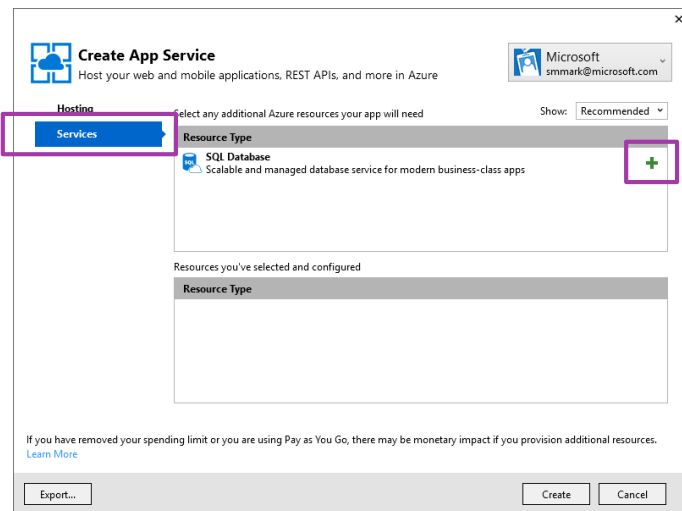 Create App Service
Host your web and mobile applications, REST APIs, and more in Azure
Microsoft
smmark@microsoft.com
Hosting
Services
Select any additional Azure resources your app will need
Show: Recommended
Resource Type
SQL
SQL Database
Scalable and managed database service for modern business-class apps
Resources you've selected and configured
Resource Type
If you have removed your spending limit or you are using Pay as You Go, there may be monetary impact if you provision additional resources.
Learn More
Export...
Create
Cancel